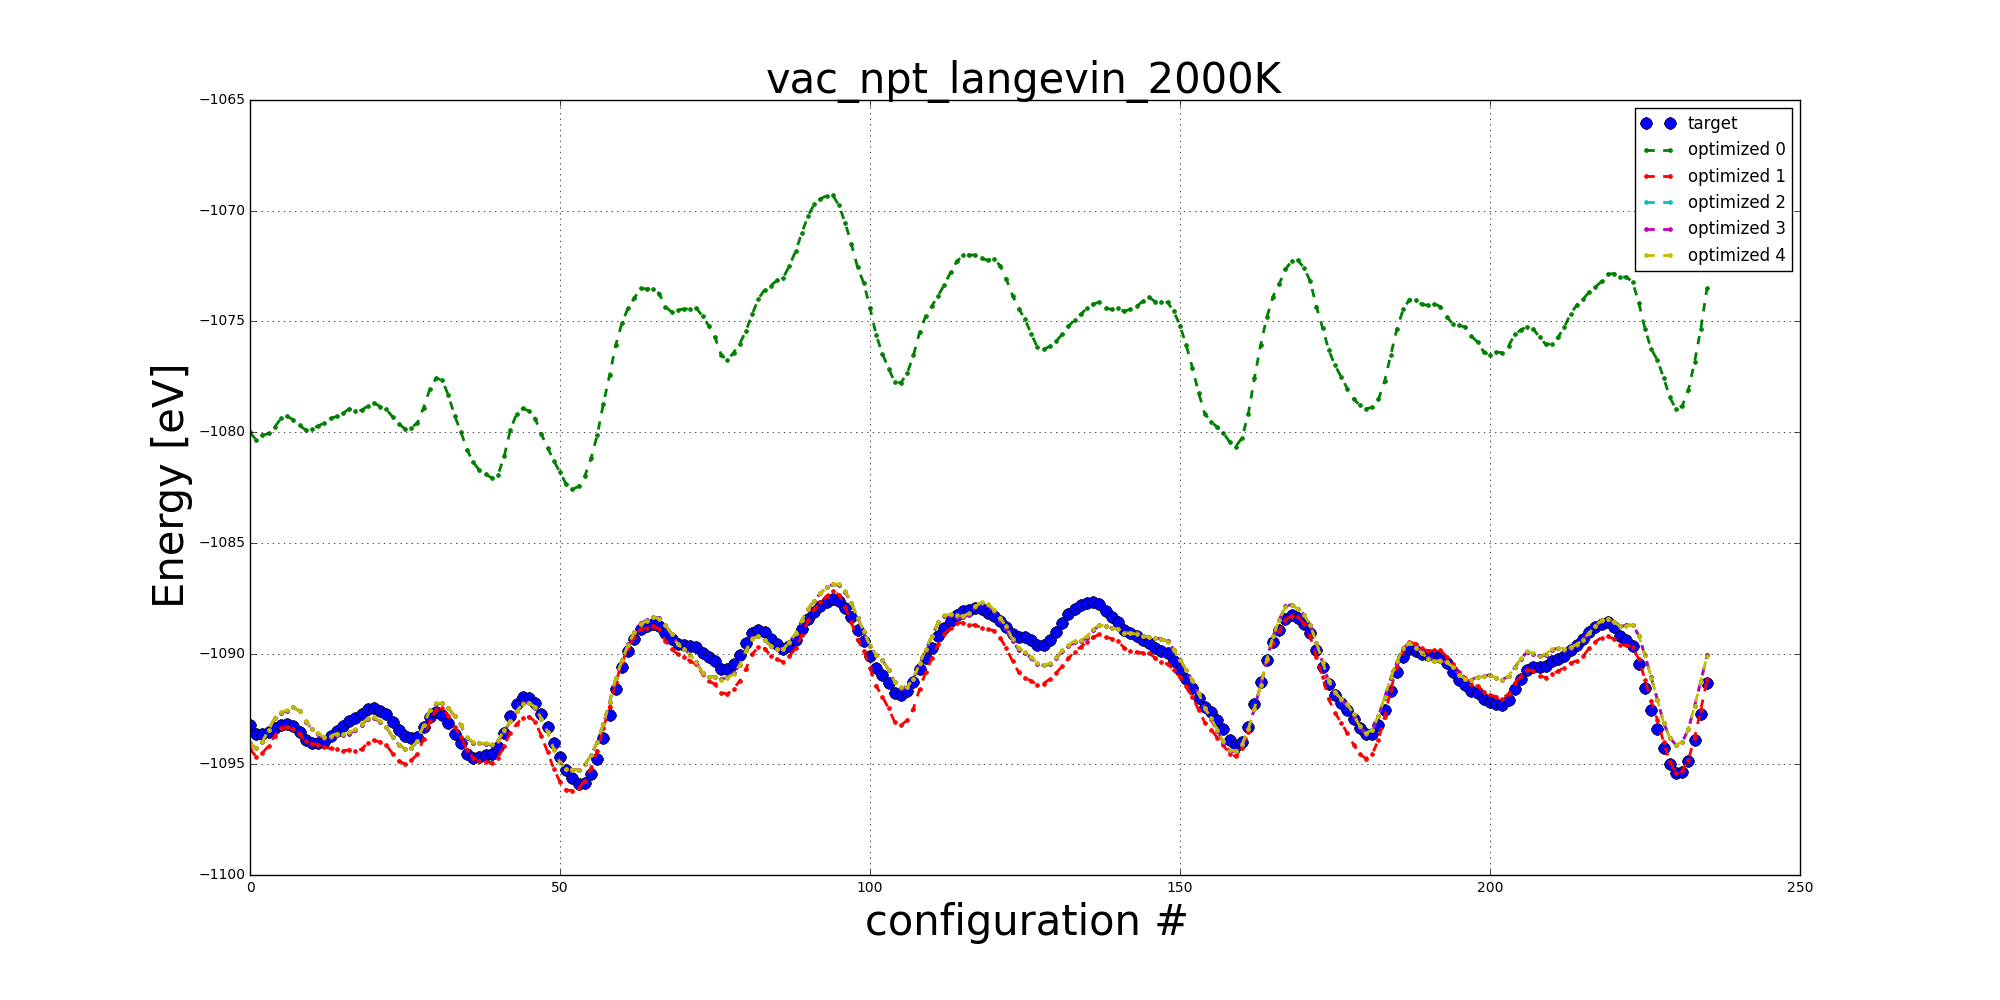 vac_npt_langevin_2000K
Energy [eV]
−1065
−1070
−1075
−1080
−1085
−1090
−1095
−1100
0 50 100 150 200 250
configuration #
target
optimized 0
optimized 1
optimized 2
optimized 3
optimized 4